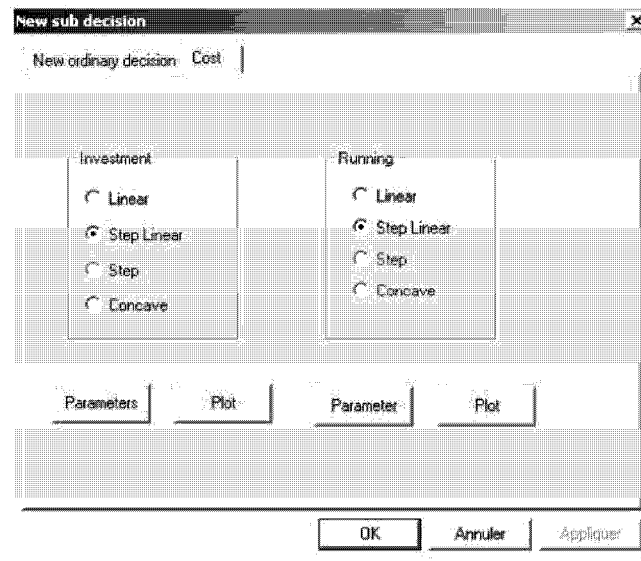 New sub decision
New ordinary decision Cost
Investment Running
Linear Linear
Step Linear Step Linear
Step Step
Concave Concave
Parameters Plot Parameter Plot
OK Annuler Appliquer